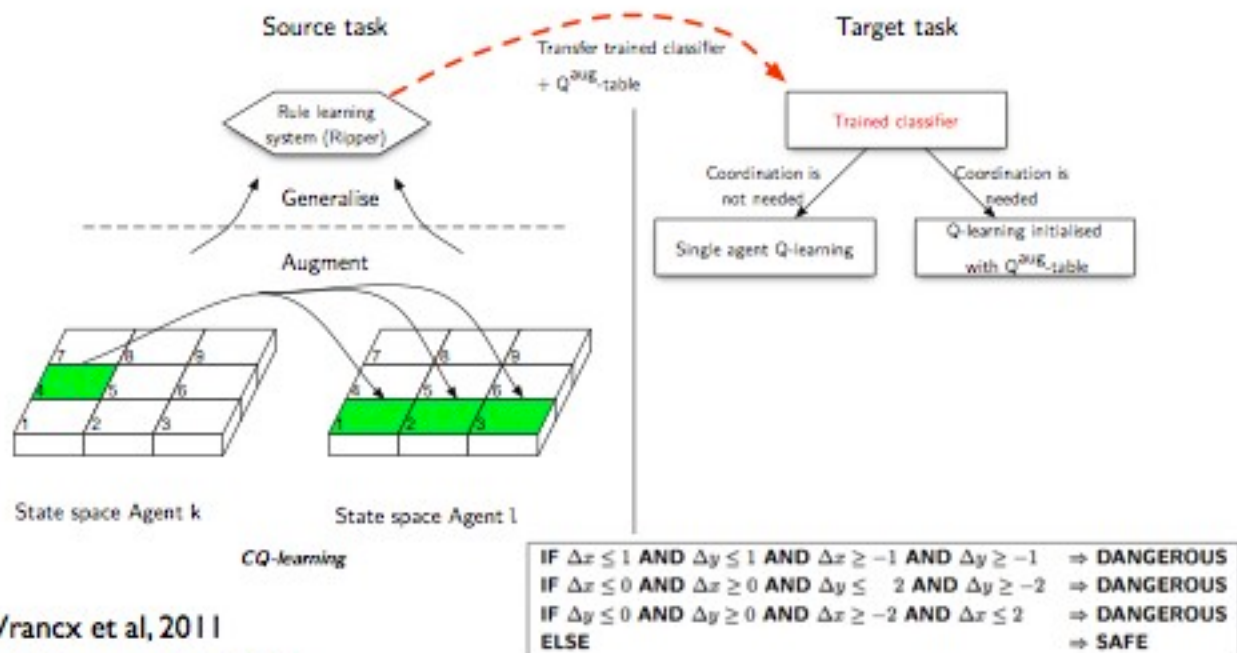 Source task
Target task
Transfer trained classifier
+ Q^aug-table
Rule learning
system (Ripper)
Trained classifier
Coordination is
not needed
Coordination is
needed
Generalise
Single agent Q-learning
Q-learning initialised
with Q^aug-table
Augment
7 8 9
4 5 6
1 2 3
7 8 9
4 5 6
1 2 3
State space Agent k
State space Agent l
CQ-learning
IF Δx ≤ 1 AND Δy ≤ 1 AND Δx ≥ −1 AND Δy ≥ −1 ⇒ DANGEROUS
IF Δx ≤ 0 AND Δx ≥ 0 AND Δy ≤ 2 AND Δy ≥ −2 ⇒ DANGEROUS
IF Δy ≤ 0 AND Δy ≥ 0 AND Δx ≥ −2 AND Δx ≤ 2 ⇒ DANGEROUS
ELSE ⇒ SAFE
Vrancx et al, 2011